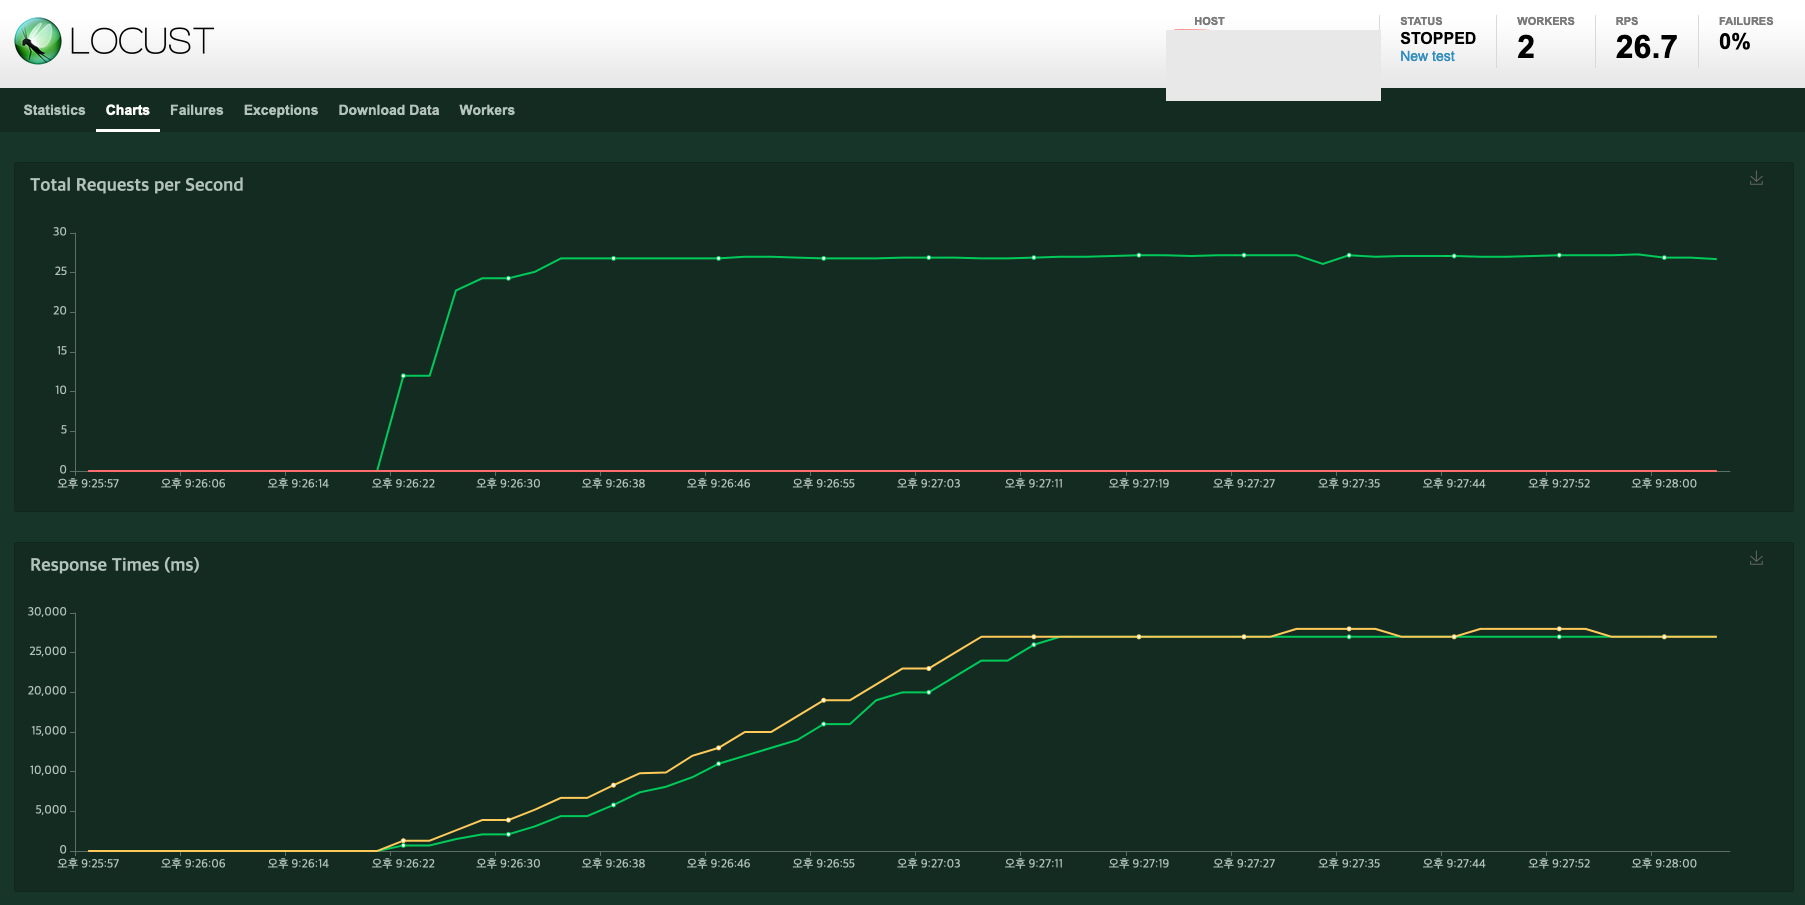 LOCUST
HOST
STATUS
STOPPED
New test
WORKERS
2
RPS
26.7
FAILURES
0%
Statistics Charts Failures Exceptions Download Data Workers
Total Requests per Second
30
25
20
15
10
5
0
오후 9:25:57 오후 9:26:06 오후 9:26:14 오후 9:26:22 오후 9:26:30 오후 9:26:38 오후 9:26:46 오후 9:26:55 오후 9:27:03 오후 9:27:11 오후 9:27:19 오후 9:27:27 오후 9:27:35 오후 9:27:44 오후 9:27:52 오후 9:28:00
Response Times (ms)
30,000
25,000
20,000
15,000
10,000
5,000
0
오후 9:25:57 오후 9:26:06 오후 9:26:14 오후 9:26:22 오후 9:26:30 오후 9:26:38 오후 9:26:46 오후 9:26:55 오후 9:27:03 오후 9:27:11 오후 9:27:19 오후 9:27:27 오후 9:27:35 오후 9:27:44 오후 9:27:52 오후 9:28:00